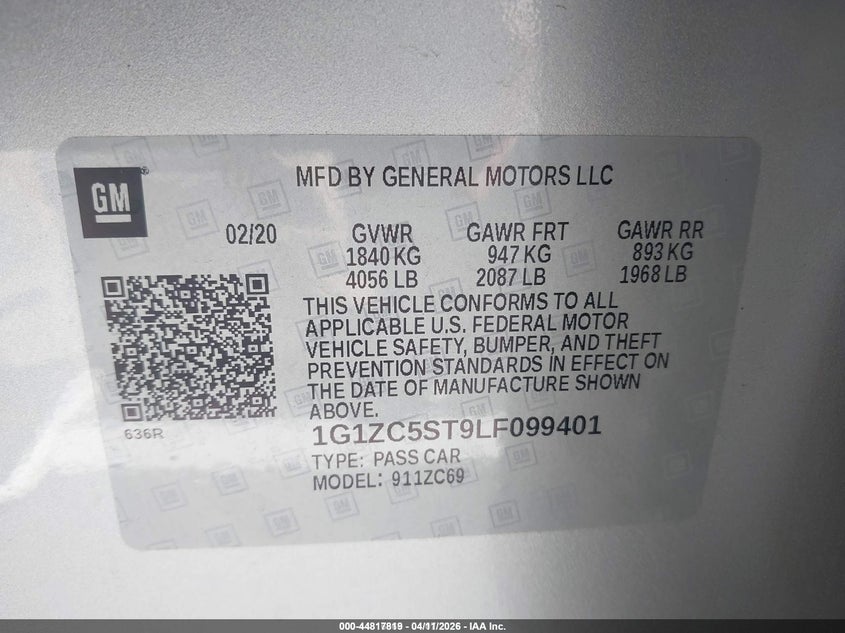 GM
®
MFD BY GENERAL MOTORS LLC
02/20 GVWR GAWR FRT GAWR RR
1840 KG 947 KG 893 KG
4056 LB 2087 LB 1968 LB
THIS VEHICLE CONFORMS TO ALL
APPLICABLE U.S. FEDERAL MOTOR
VEHICLE SAFETY, BUMPER, AND THEFT
PREVENTION STANDARDS IN EFFECT ON
THE DATE OF MANUFACTURE SHOWN
ABOVE.
636R
1G1ZC5ST9LF099401
TYPE: PASS CAR
MODEL: 911ZC69
000-44817819 - 04/11/2026 - IAA Inc.